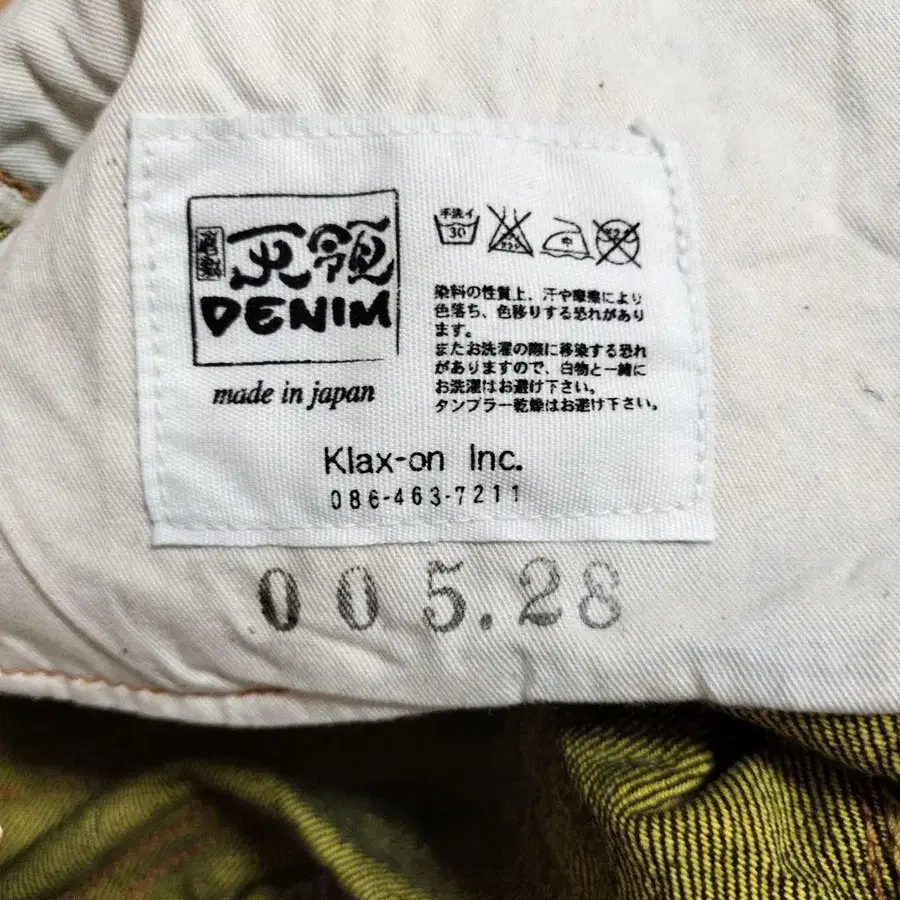 天領
DENIM
made in japan
手洗イ
30
中
染料の性質上、汗や摩擦により
色落ち、色移りする恐れがあり
ます。
またお洗濯の際に移染する恐れ
がありますので、白物と一緒に
お洗濯はお避け下さい。
タンブラー乾燥はお避け下さい。
Klax-on Inc.
086-463-7211
005.28